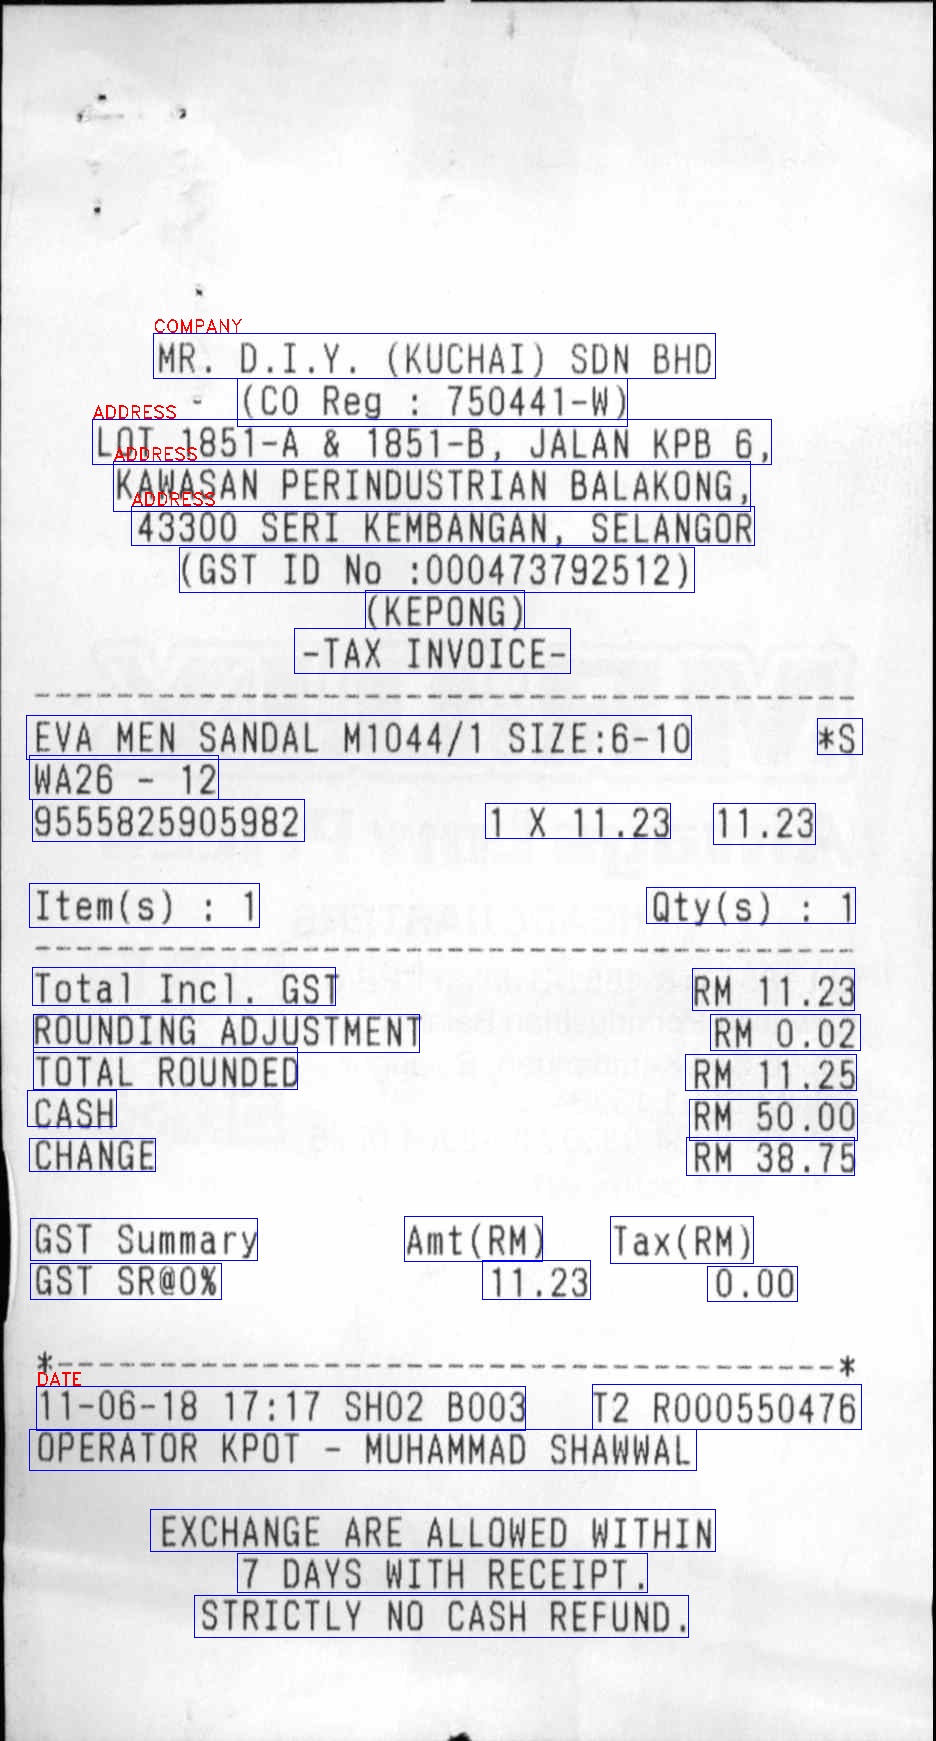 COMPANY
MR. D.I.Y. (KUCHAI) SDN BHD
(CO Reg : 750441-W)
ADDRESS
LOT 1851-A & 1851-B, JALAN KPB 6,
ADDRESS
KAWASAN PERINDUSTRIAN BALAKONG,
ADDRESS
43300 SERI KEMBANGAN, SELANGOR
(GST ID No :000473792512)
(KEPONG)
-TAX INVOICE-
EVA MEN SANDAL M1044/1 SIZE:6-10 *S
WA26 - 12
9555825905982 1 X 11.23 11.23
Item(s) : 1 Qty(s) : 1
Total Incl. GST RM 11.23
ROUNDING ADJUSTMENT RM 0.02
TOTAL ROUNDED RM 11.25
CASH RM 50.00
CHANGE RM 38.75
GST Summary Amt(RM) Tax(RM)
GST SR@0% 11.23 0.00
*--------------------------------------*
DATE
11-06-18 17:17 SH02 B003 T2 R000550476
OPERATOR KPOT - MUHAMMAD SHAWWAL
EXCHANGE ARE ALLOWED WITHIN
7 DAYS WITH RECEIPT.
STRICTLY NO CASH REFUND.